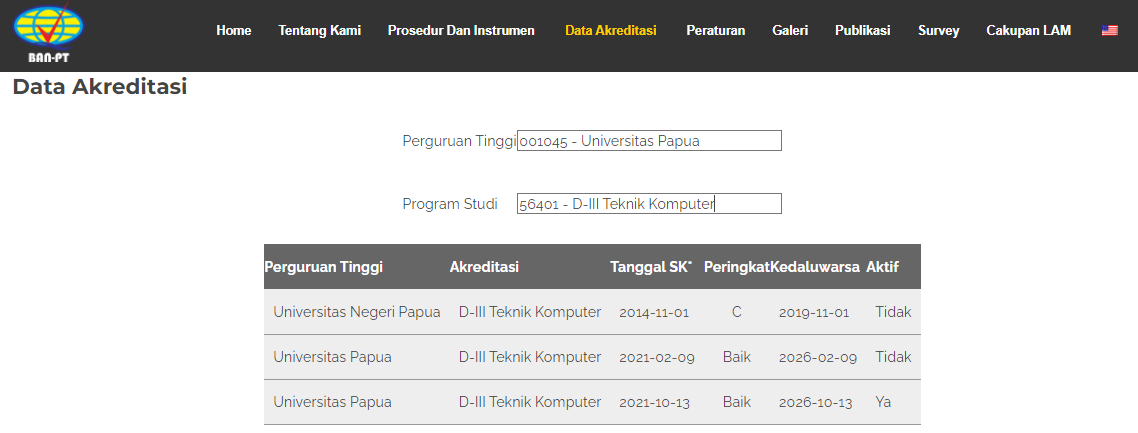 BAN-PT
Home Tentang Kami Prosedur Dan Instrumen Data Akreditasi Peraturan Galeri Publikasi Survey Cakupan LAM
Data Akreditasi
Perguruan Tinggi 001045 - Universitas Papua
Program Studi 56401 - D-III Teknik Komputer
Perguruan Tinggi Akreditasi Tanggal SK* Peringkat Kedaluwarsa Aktif
Universitas Negeri Papua D-III Teknik Komputer 2014-11-01 C 2019-11-01 Tidak
Universitas Papua D-III Teknik Komputer 2021-02-09 Baik 2026-02-09 Tidak
Universitas Papua D-III Teknik Komputer 2021-10-13 Baik 2026-10-13 Ya